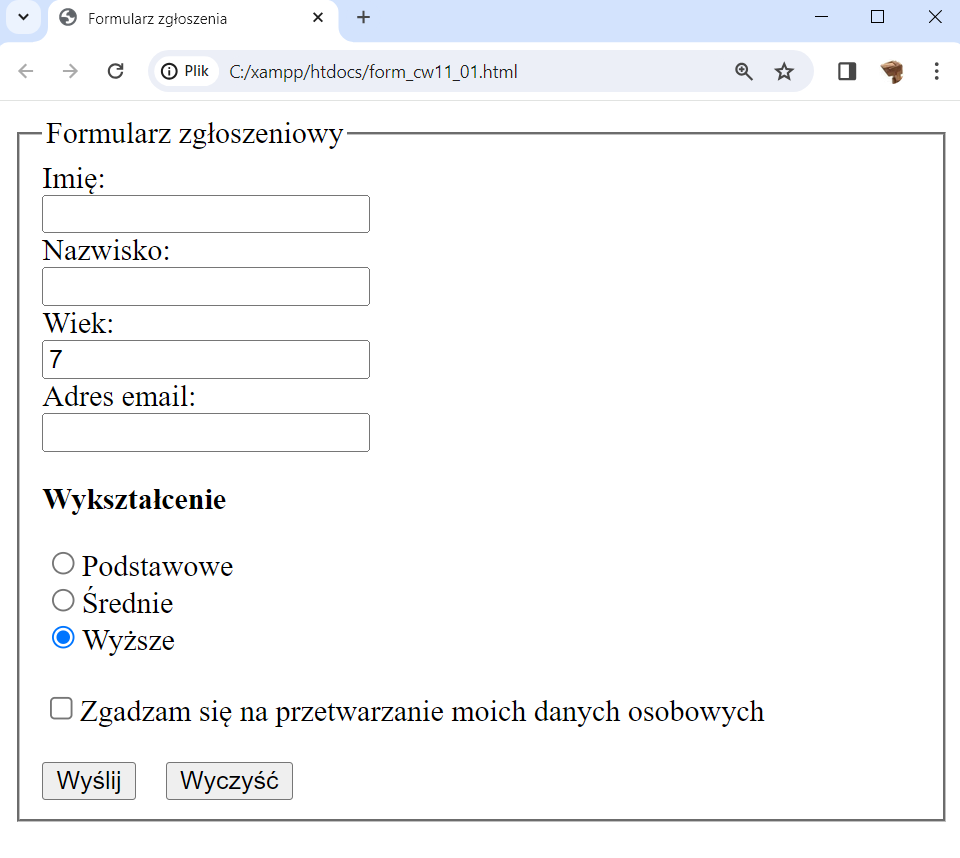 Formularz zgłoszenia
Plik C:/xampp/htdocs/form_cw11_01.html
Formularz zgłoszeniowy
Imię:
Nazwisko:
Wiek:
7
Adres email:
Wykształcenie
Podstawowe
Średnie
Wyższe
Zgadzam się na przetwarzanie moich danych osobowych
Wyślij Wyczyść